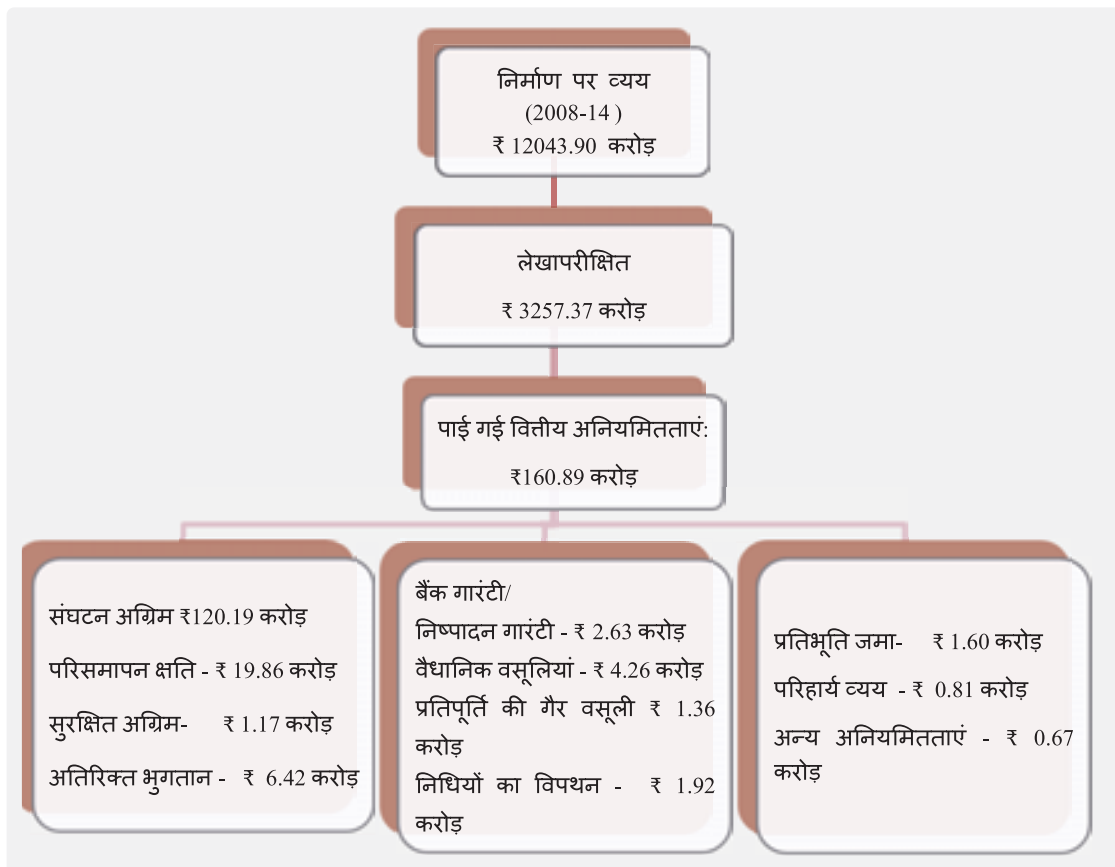 निर्माण पर व्यय
(2008-14 )
₹ 12043.90 करोड़
लेखापरीक्षित
₹ 3257.37 करोड़
पाई गई वित्तीय अनियमितताएं:
₹160.89 करोड़
संघटन अग्रिम ₹120.19 करोड़
परिसमापन क्षति - ₹ 19.86 करोड़
सुरक्षित अग्रिम- ₹ 1.17 करोड़
अतिरिक्त भुगतान - ₹ 6.42 करोड़
बैंक गारंटी/
निष्पादन गारंटी - ₹ 2.63 करोड़
वैधानिक वसूलियां - ₹ 4.26 करोड़
प्रतिपूर्ति की गैर वसूली ₹ 1.36
करोड़
निधियों का विपथन - ₹ 1.92
करोड़
प्रतिभूति जमा- ₹ 1.60 करोड़
परिहार्य व्यय - ₹ 0.81 करोड़
अन्य अनियमितताएं - ₹ 0.67
करोड़